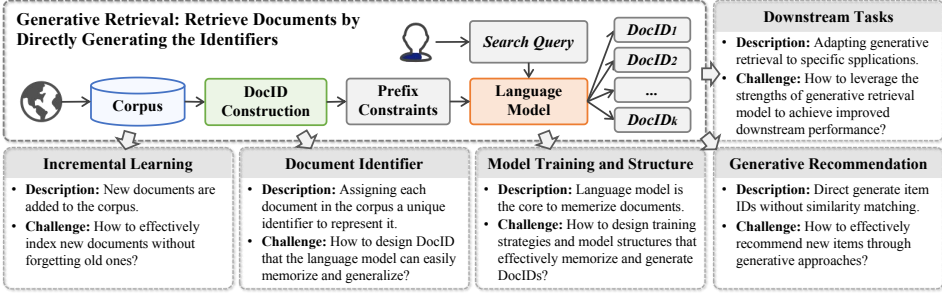 Generative Retrieval: Retrieve Documents by
Directly Generating the Identifiers
Search Query
Corpus
DocID
Construction
Prefix
Constraints
Language
Model
DocID1
DocID2
...
DocIDk
Downstream Tasks
• Description: Adapting generative
retrieval to specific spplications.
• Challenge: How to leverage the
strengths of generative retrieval
model to achieve improved
downstream performance?
Incremental Learning
• Description: New documents are
added to the corpus.
• Challenge: How to effectively
index new documents without
forgetting old ones?
Document Identifier
• Description: Assigning each
document in the corpus a unique
identifier to represent it.
• Challenge: How to design DocID
that the language model can easily
memorize and generalize?
Model Training and Structure
• Description: Language model is
the core to memerize documents.
• Challenge: How to design training
strategies and model structures that
effectively memorize and generate
DocIDs?
Generative Recommendation
• Description: Direct generate item
IDs without similarity matching.
• Challenge: How to effectively
recommend new items through
generative approaches?